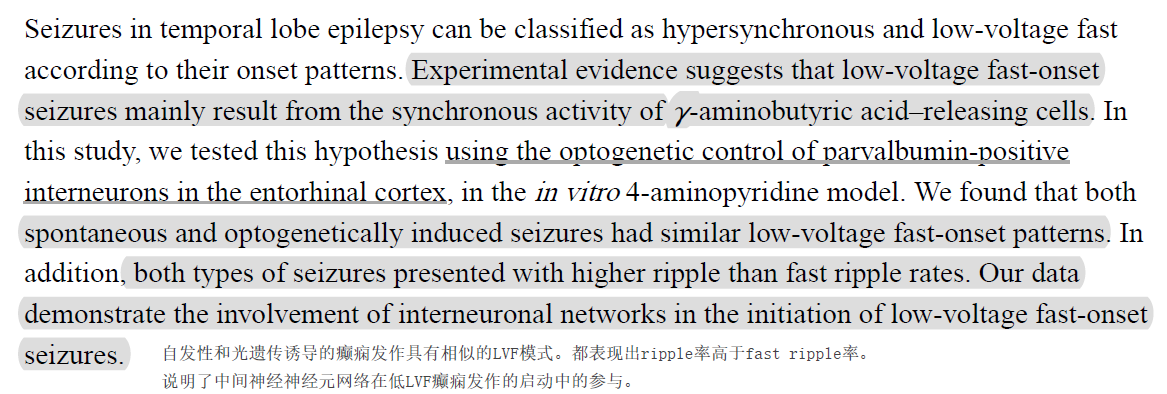 Seizures in temporal lobe epilepsy can be classified as hypersynchronous and low-voltage fast
according to their onset patterns. Experimental evidence suggests that low-voltage fast-onset
seizures mainly result from the synchronous activity of γ-aminobutyric acid–releasing cells. In
this study, we tested this hypothesis using the optogenetic control of parvalbumin-positive
interneurons in the entorhinal cortex, in the in vitro 4-aminopyridine model. We found that both
spontaneous and optogenetically induced seizures had similar low-voltage fast-onset patterns. In
addition, both types of seizures presented with higher ripple than fast ripple rates. Our data
demonstrate the involvement of interneuronal networks in the initiation of low-voltage fast-onset
seizures.
自发性和光遗传诱导的癫痫发作具有相似的LVF模式。都表现出ripple率高于fast ripple率。
说明了中间神经神经元网络在低LVF癫痫发作的启动中的参与。